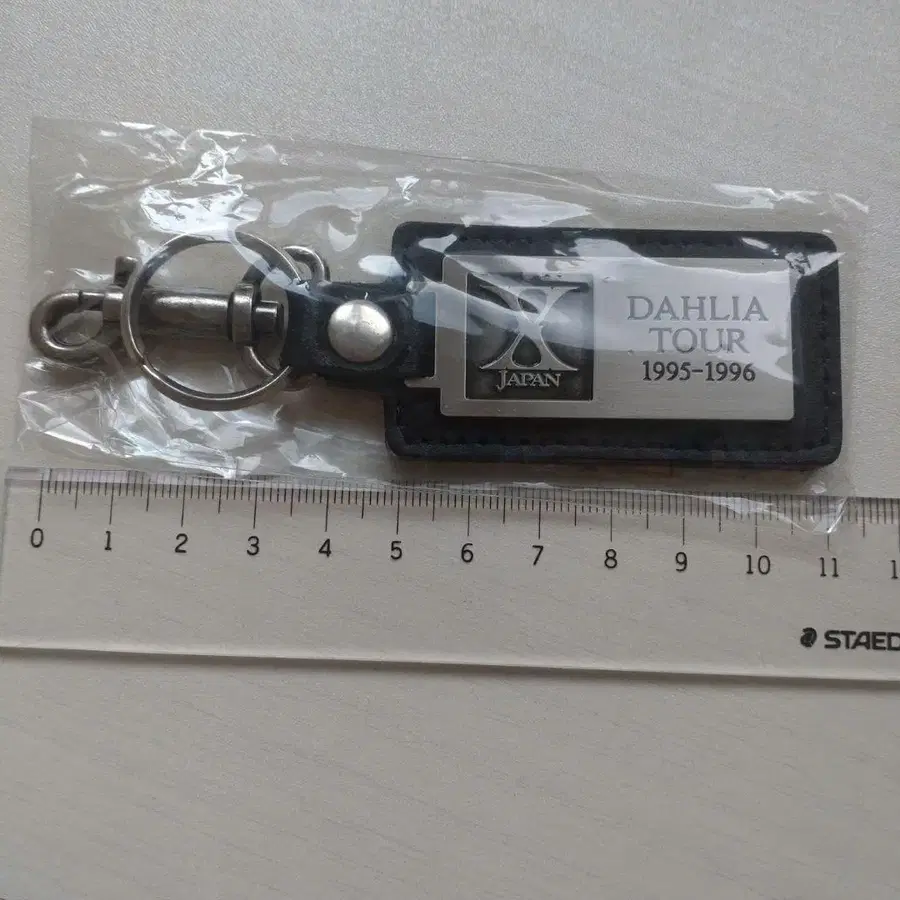 X
JAPAN
DAHLIA
TOUR
1995-1996
0 1 2 3 4 5 6 7 8 9 10 11
STAED